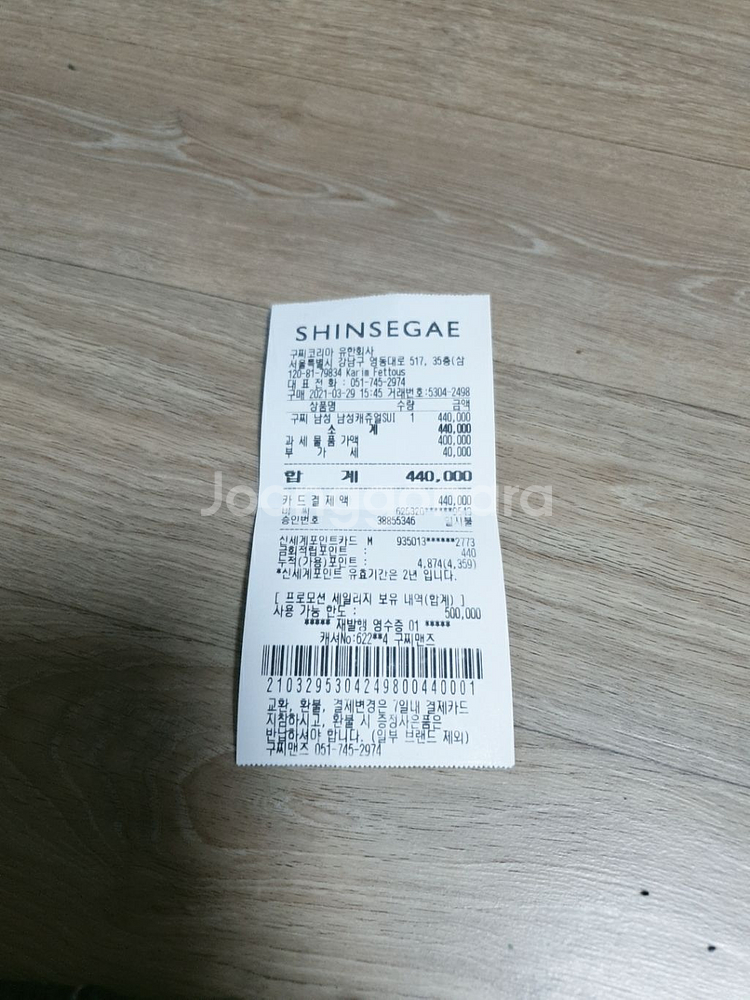 SHINSEGAE
구찌코리아 유한회사
서울특별시 강남구 영동대로 517, 35층(삼
120-81-79834 Karim Fettous
대 표 전 화 : 051-745-2974
구매 2021-03-29 15:45 거래번호:5304-2498
상품명 수량 금액
구찌 남성 남성캐쥬얼SUI 1 440,000
소 계 440,000
과 세 물 품 가액 400,000
부 가 세 40,000
합 계 440,000
카 드 결 제 액 440,000
승인번호 38855346 일시불
신세계포인트카드 M 935013******2773
금회적립포인트 : 440
누적(가용)포인트 : 4,874(4,359)
*신세계포인트 유효기간은 2년 입니다.
[ 프로모션 세일리지 보유 내역(합계) ]
사용 가능 한도 : 500,000
***** 재발행 영수증 01 *****
캐셔No:622**4 구찌맨즈
2103295304249800440001
교환, 환불, 결제변경은 7일내 결제카드
지참하시고, 환불 시 증정사은품은
반납하셔야 합니다. (일부 브랜드 제외)
구찌맨즈 051-745-2974
Joonggonara